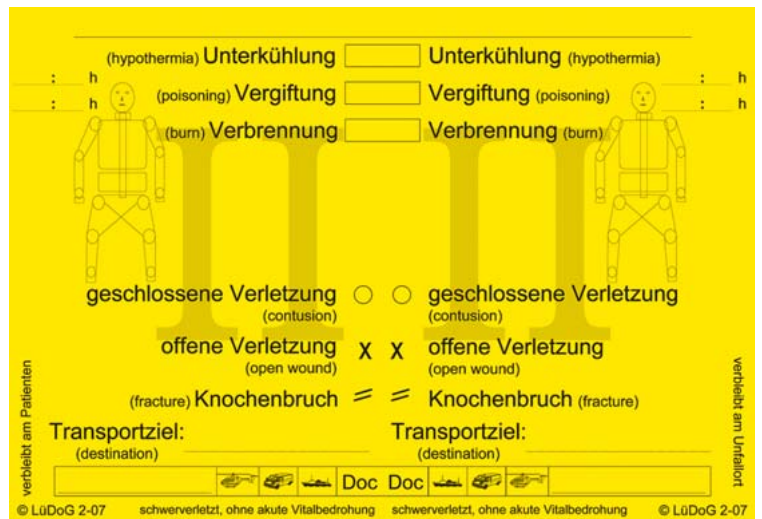 (hypothermia) Unterkühlung Unterkühlung (hypothermia)
: h : h
(poisoning) Vergiftung Vergiftung (poisoning)
: h : h
(burn) Verbrennung Verbrennung (burn)
II II
geschlossene Verletzung ○ ○ geschlossene Verletzung
(contusion) (contusion)
offene Verletzung x x offene Verletzung
(open wound) (open wound)
(fracture) Knochenbruch = = Knochenbruch (fracture)
Transportziel: Transportziel:
(destination) (destination)
Doc Doc
verbleibt am Patienten
verbleibt am Unfallort
© LüDoG 2-07 schwerverletzt, ohne akute Vitalbedrohung schwerverletzt, ohne akute Vitalbedrohung © LüDoG 2-07